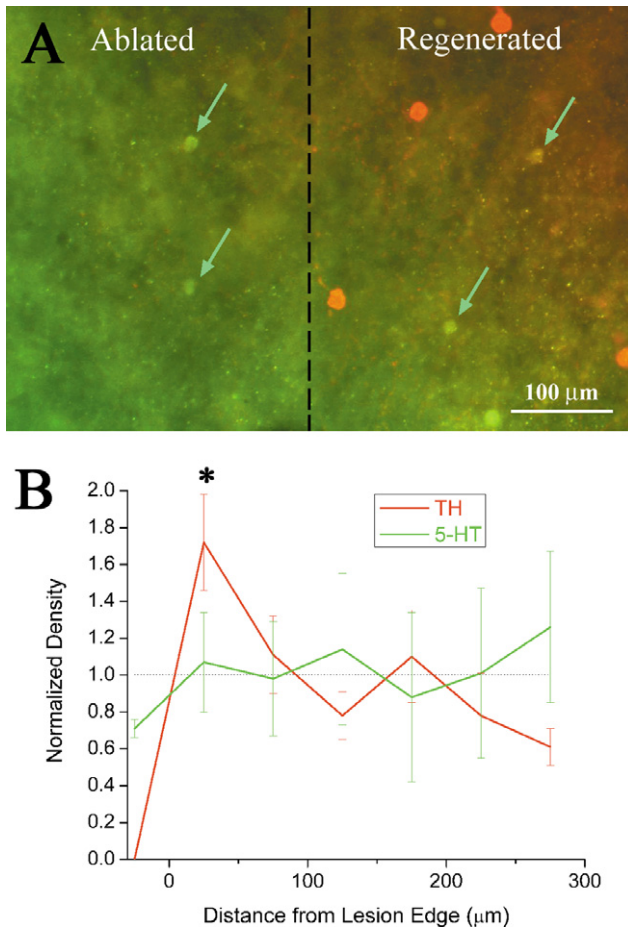 A
Ablated
Regenerated
100 μm
B
*
TH
5-HT
2.0
1.8
1.6
1.4
1.2
1.0
0.8
0.6
0.4
0.2
0.0
Normalized Density
0
100
200
300
Distance from Lesion Edge (μm)